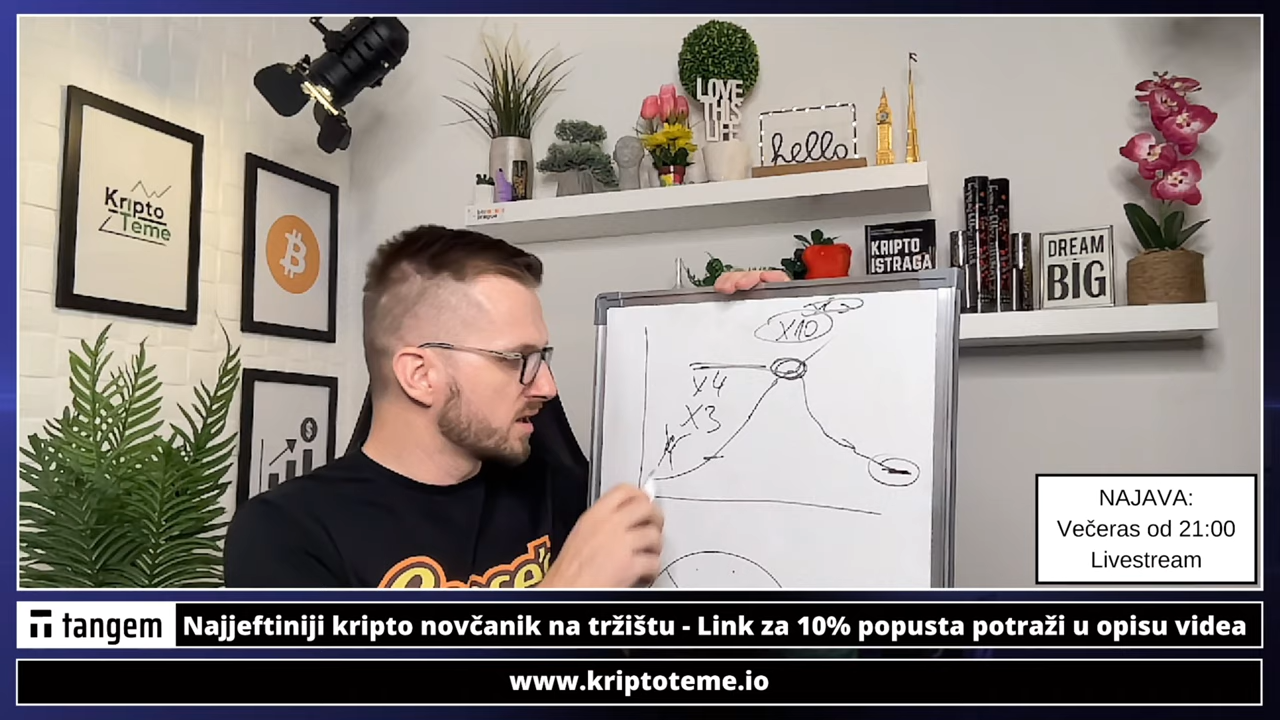 Kripto
Teme
LOVE
THIS
LIFE
hello
KRIPTO
ISTRAGA
DREAM
BIG
X10
X4
X3
Reese's
NAJAVA:
Večeras od 21:00
Livestream
tangem
Najjeftiniji kripto novčanik na tržištu - Link za 10% popusta potraži u opisu videa
www.kriptoteme.io